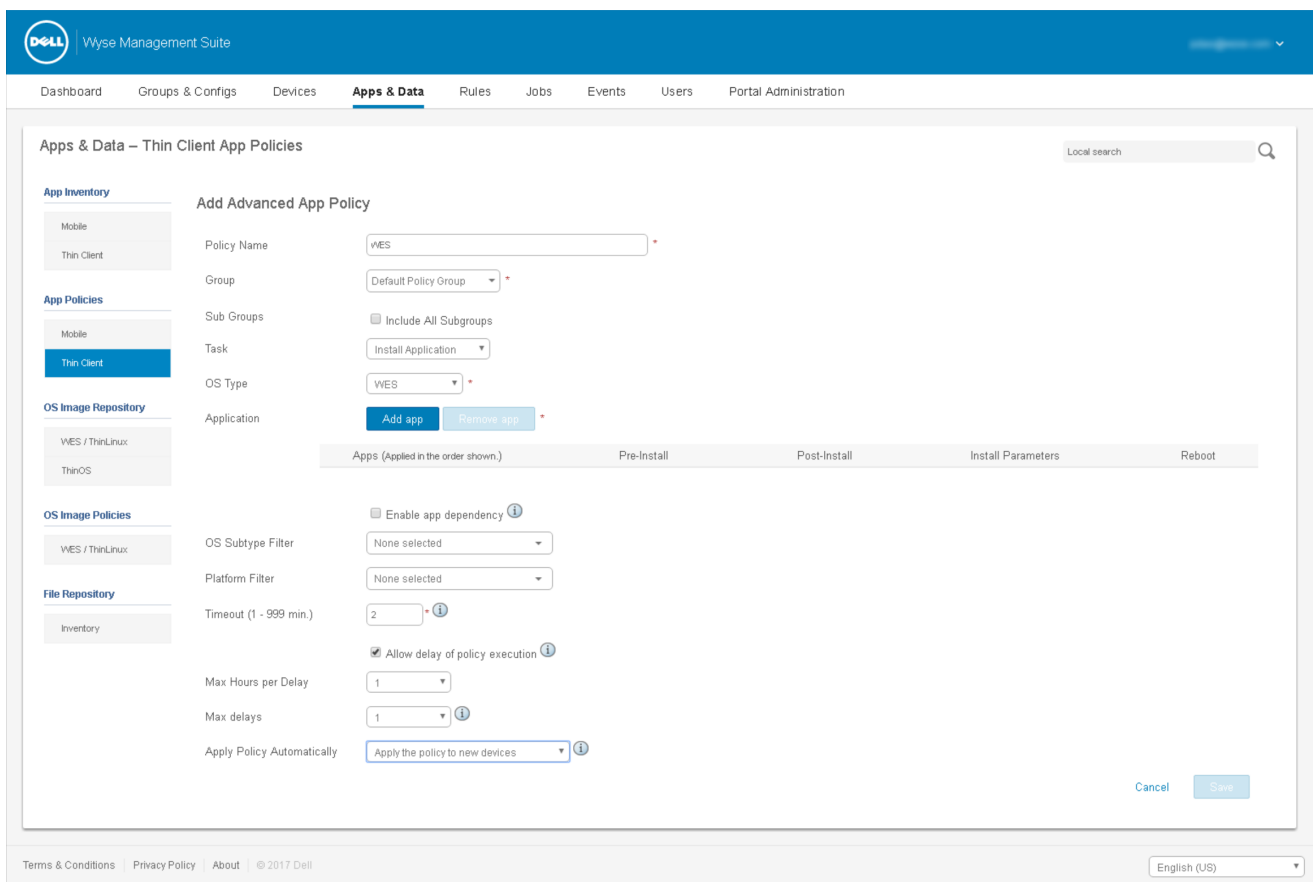 DELL Wyse Management Suite
Dashboard Groups & Configs Devices Apps & Data Rules Jobs Events Users Portal Administration
Apps & Data – Thin Client App Policies
Local search
App Inventory
Mobile
Thin Client
App Policies
Mobile
Thin Client
OS Image Repository
WES / ThinLinux
ThinOS
OS Image Policies
WES / ThinLinux
File Repository
Inventory
Add Advanced App Policy
Policy Name WES *
Group Default Policy Group *
Sub Groups Include All Subgroups
Task Install Application
OS Type WES *
Application Add app Remove app *
Apps (Applied in the order shown.) Pre-Install Post-Install Install Parameters Reboot
Enable app dependency
OS Subtype Filter None selected
Platform Filter None selected
Timeout (1 - 999 min.) 2 *
Allow delay of policy execution
Max Hours per Delay 1
Max delays 1
Apply Policy Automatically Apply the policy to new devices
Cancel Save
Terms & Conditions Privacy Policy About © 2017 Dell
English (US)